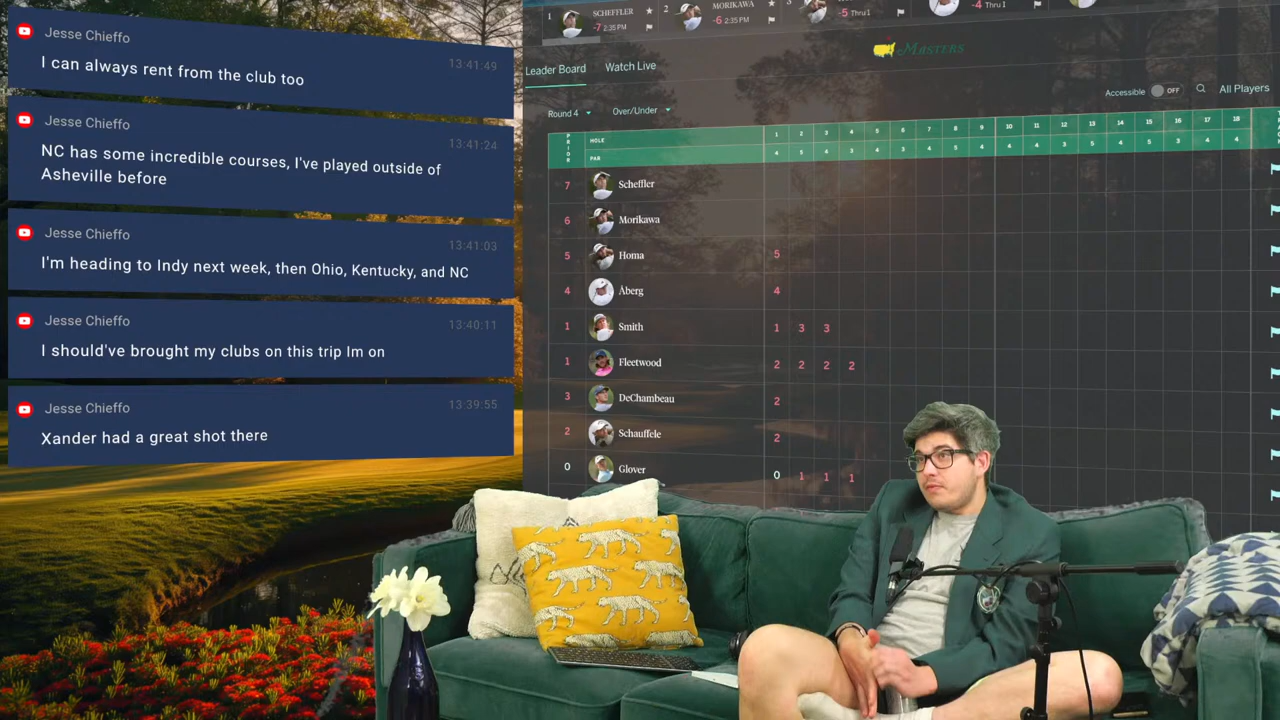 Jesse Chieffo
13:41:49
I can always rent from the club too
Jesse Chieffo
13:41:24
NC has some incredible courses, I've played outside of
Asheville before
Jesse Chieffo
13:41:03
I'm heading to Indy next week, then Ohio, Kentucky, and NC
Jesse Chieffo
13:40:11
I should've brought my clubs on this trip Im on
Jesse Chieffo
13:39:55
Xander had a great shot there
1 SCHEFFLER -7 2:35 PM
2 MORIKAWA -6 2:35 PM
3 -5 Thru 1
-4 Thru 1
MASTERS
Leader Board Watch Live
Accessible OFF All Players
Round 4 Over/Under
PRIOR
HOLE 1 2 3 4 5 6 7 8 9 10 11 12 13 14 15 16 17 18
PAR 4 5 4 3 4 3 4 5 4 4 4 3 5 4 5 3 4 4
7 Scheffler
6 Morikawa
5 Homa 5
4 Åberg 4
1 Smith 1 3 3
1 Fleetwood 2 2 2 2
3 DeChambeau 2
2 Schauffele 2
0 Glover 0 1 1 1